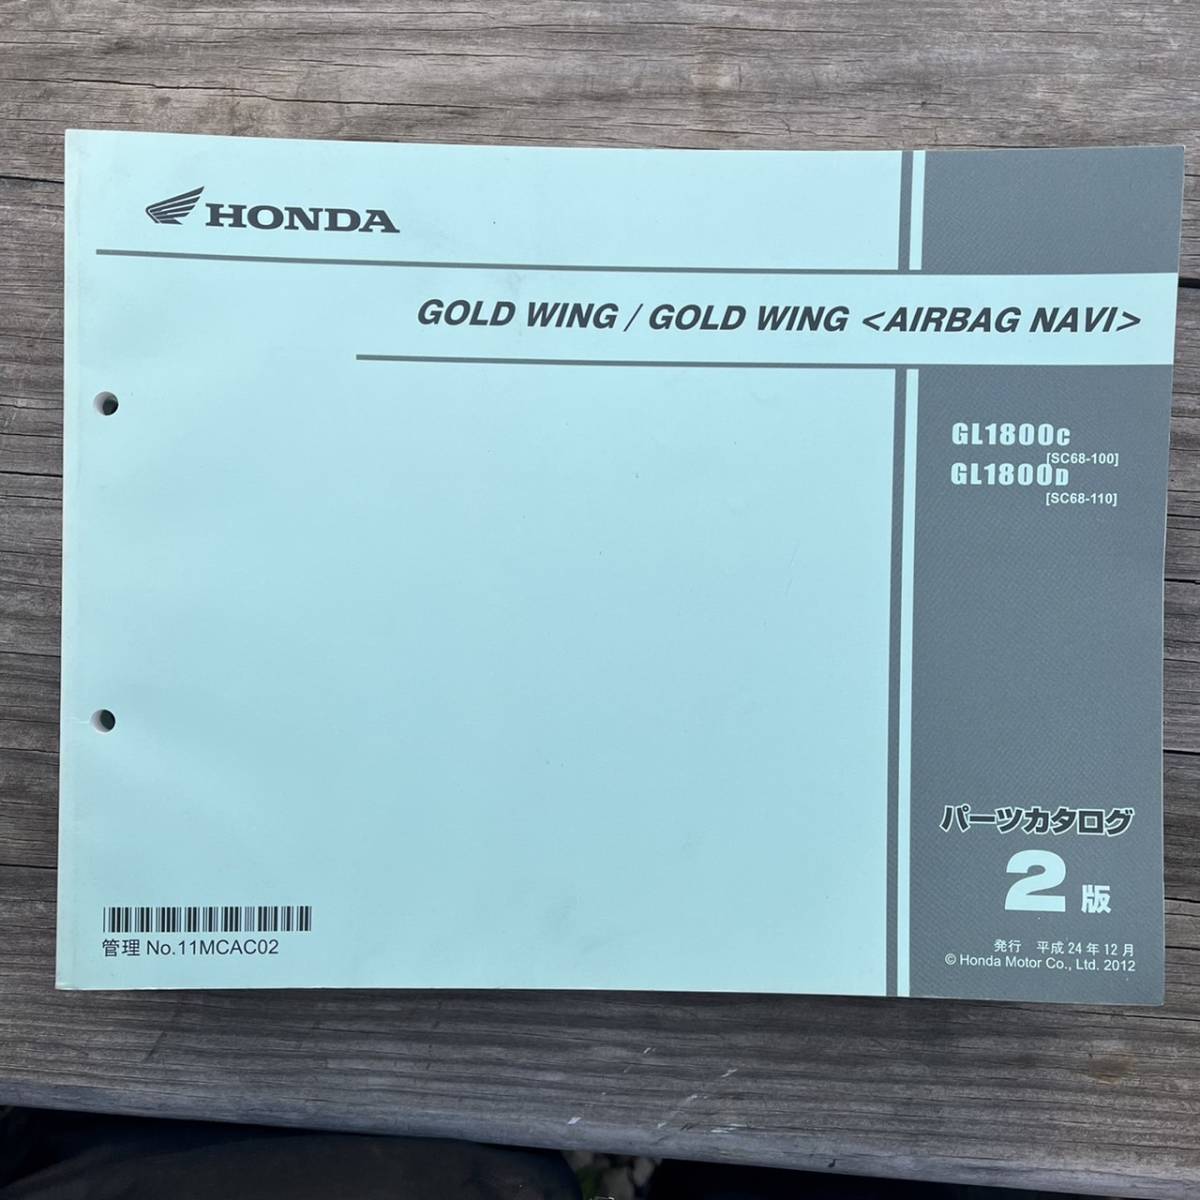 HONDA
GOLD WING / GOLD WING <AIRBAG NAVI>
GL1800C
[SC68-100]
GL1800D
[SC68-110]
パーツカタログ
2版
発行 平成24年12月
© Honda Motor Co., Ltd. 2012
管理 No.11MCAC02